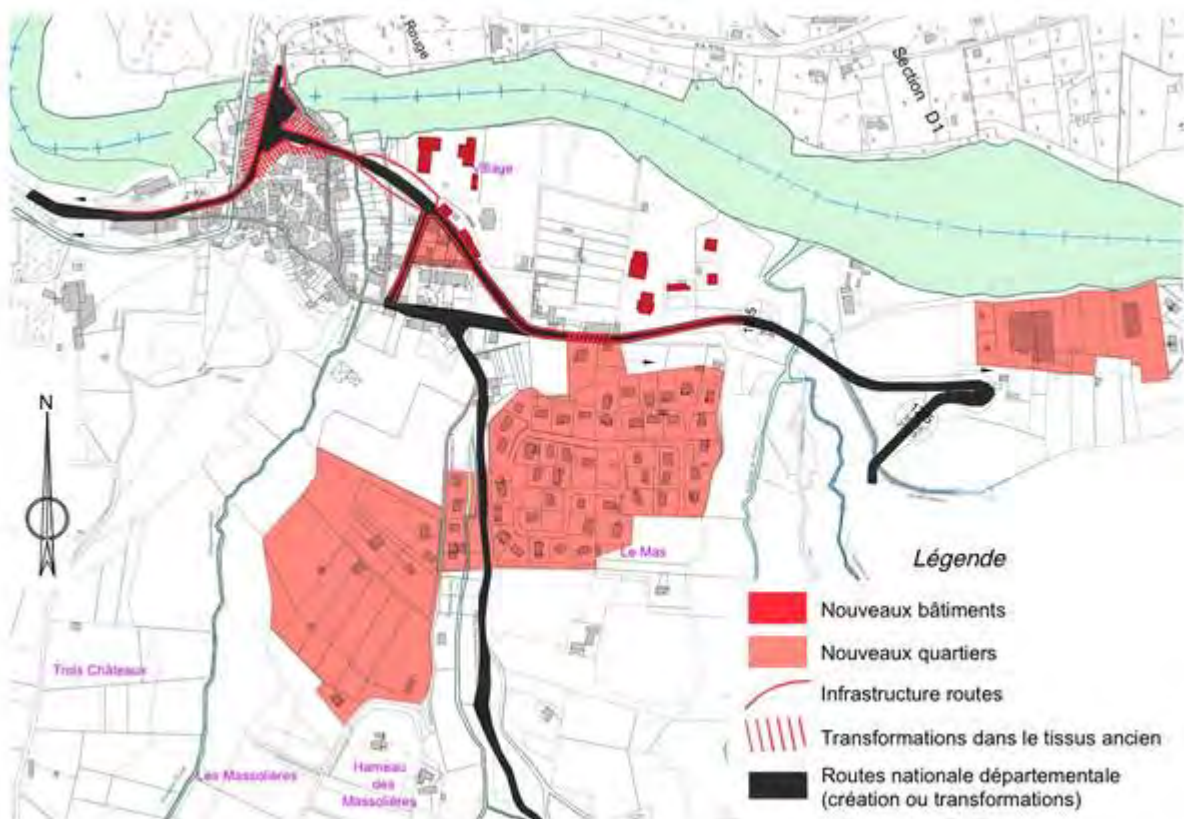 Rouge
Section D1
Village
N
Le Mas
Trois Châteaux
Les Massolières
Hameau
des
Massolières
Légende
Nouveaux bâtiments
Nouveaux quartiers
Infrastructure routes
Transformations dans le tissus ancien
Routes nationale départementale
(création ou transformations)